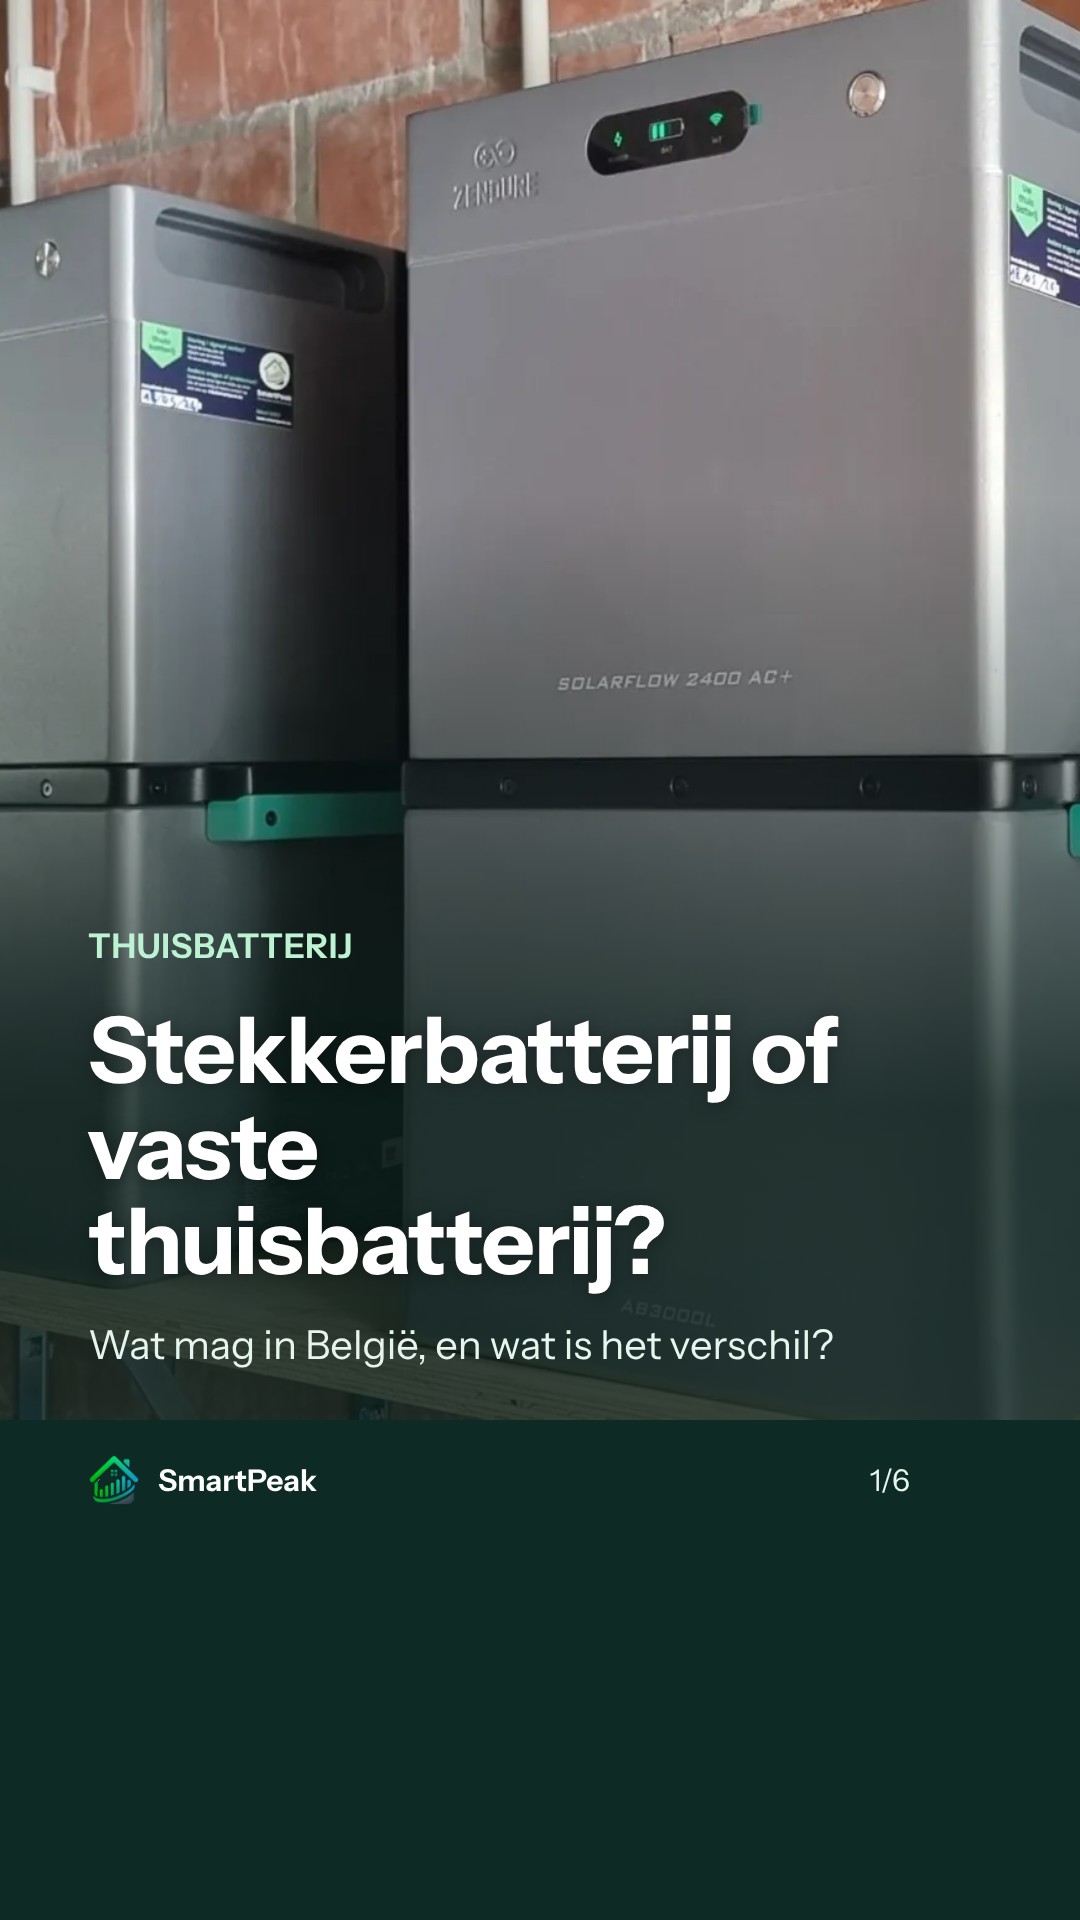 ZENDURE
SOLARFLOW 2400 AC+
SmartPeak
THUISBATTERIJ
Stekkerbatterij of
vaste
thuisbatterij?
AB3000L
Wat mag in België, en wat is het verschil?
SmartPeak
1/6